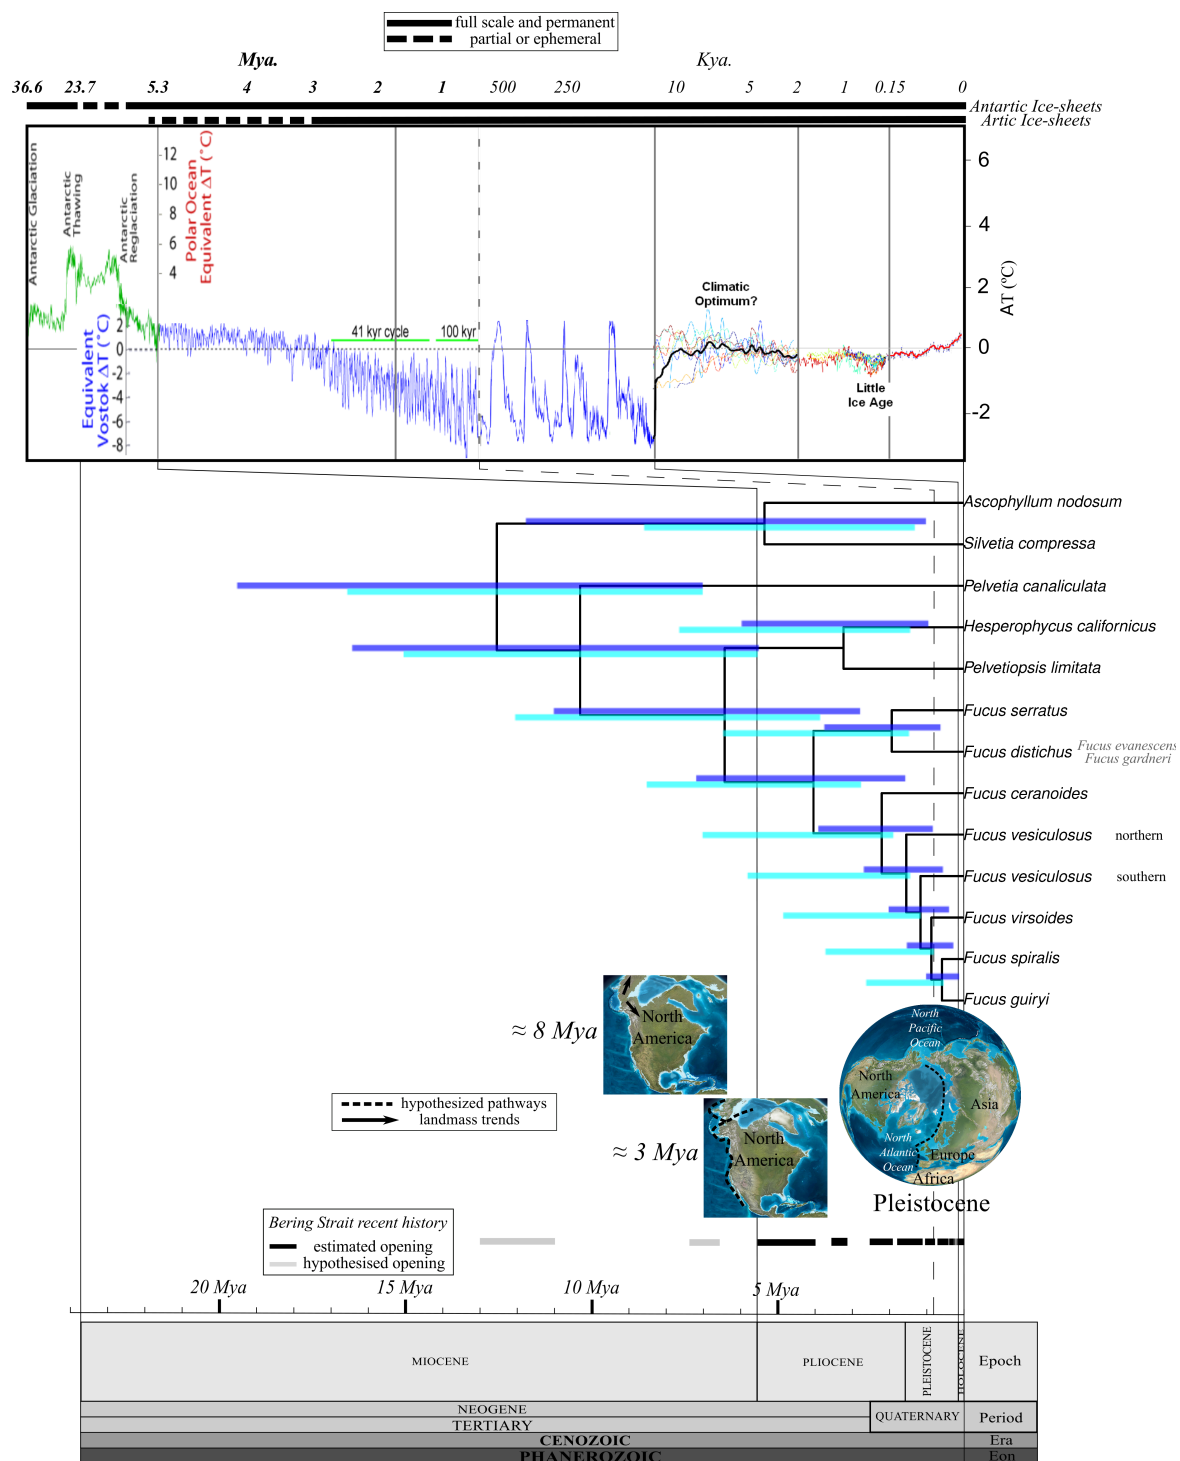 full scale and permanent
partial or ephemeral
Mya.
Kya.
36.6 23.7 5.3 4 3 2 1 500 250 10 5 2 1 0.15 0
Antartic Ice-sheets
Artic Ice-sheets
Antarctic Glaciation
Antarctic
Thawing
Antarctic
Reglaciation
12
10
8
6
4
2
0
-2
-4
-6
-8
Polar Ocean
Equivalent ΔT (°C)
Equivalent
Vostok ΔT (°C)
41 kyr cycle
100 kyr
Climatic
Optimum?
Little
Ice Age
6
4
2
0
-2
AT (ºC)
Ascophyllum nodosum
Silvetia compressa
Pelvetia canaliculata
Hesperophycus californicus
Pelvetiopsis limitata
Fucus serratus
Fucus distichus Fucus evanescens
Fucus gardneri
Fucus ceranoides
Fucus vesiculosus northern
Fucus vesiculosus southern
Fucus virsoides
Fucus spiralis
Fucus guiryi
≈ 8 Mya
North
America
hypothesized pathways
landmass trends
≈ 3 Mya
North
America
North
Pacific
Ocean
North
America
Asia
North
Atlantic
Ocean
Europe
Africa
Pleistocene
Bering Strait recent history
estimated opening
hypothesised opening
20 Mya 15 Mya 10 Mya 5 Mya
MIOCENE PLIOCENE PLEISTOCENE HOLOCENE Epoch
NEOGENE
TERTIARY
QUATERNARY Period
CENOZOIC Era
PHANEROZOIC Eon